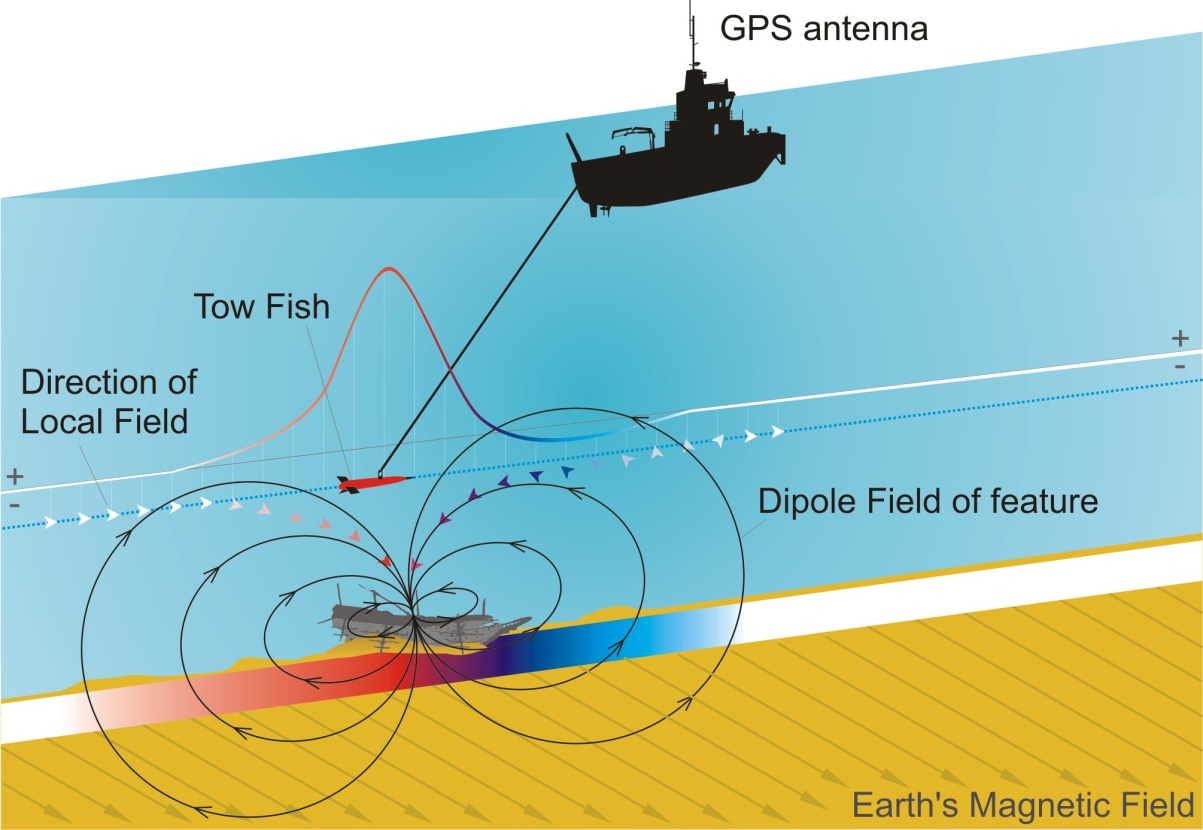 GPS antenna
Tow Fish
Direction of
Local Field
+
-
+
-
Dipole Field of feature
Earth's Magnetic Field